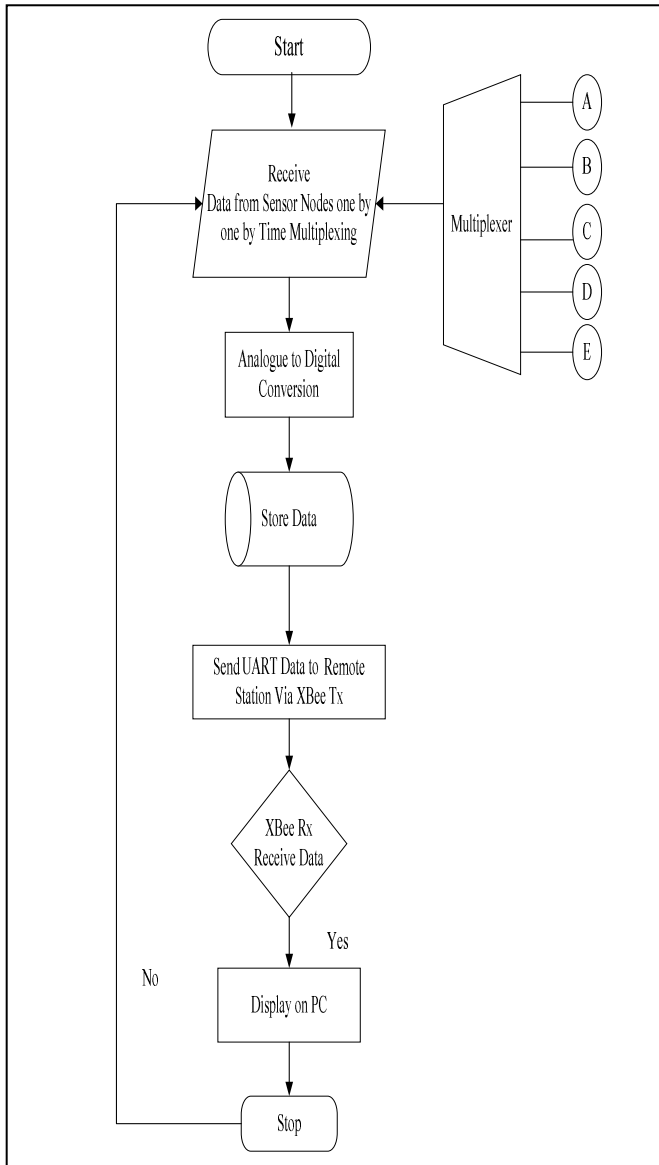 Start
Receive
Data from Sensor Nodes one by
one by Time Multiplexing
Multiplexer
A
B
C
D
E
Analogue to Digital
Conversion
Store Data
Send UART Data to Remote
Station Via XBee Tx
XBee Rx
Receive Data
Yes
No
Display on PC
Stop